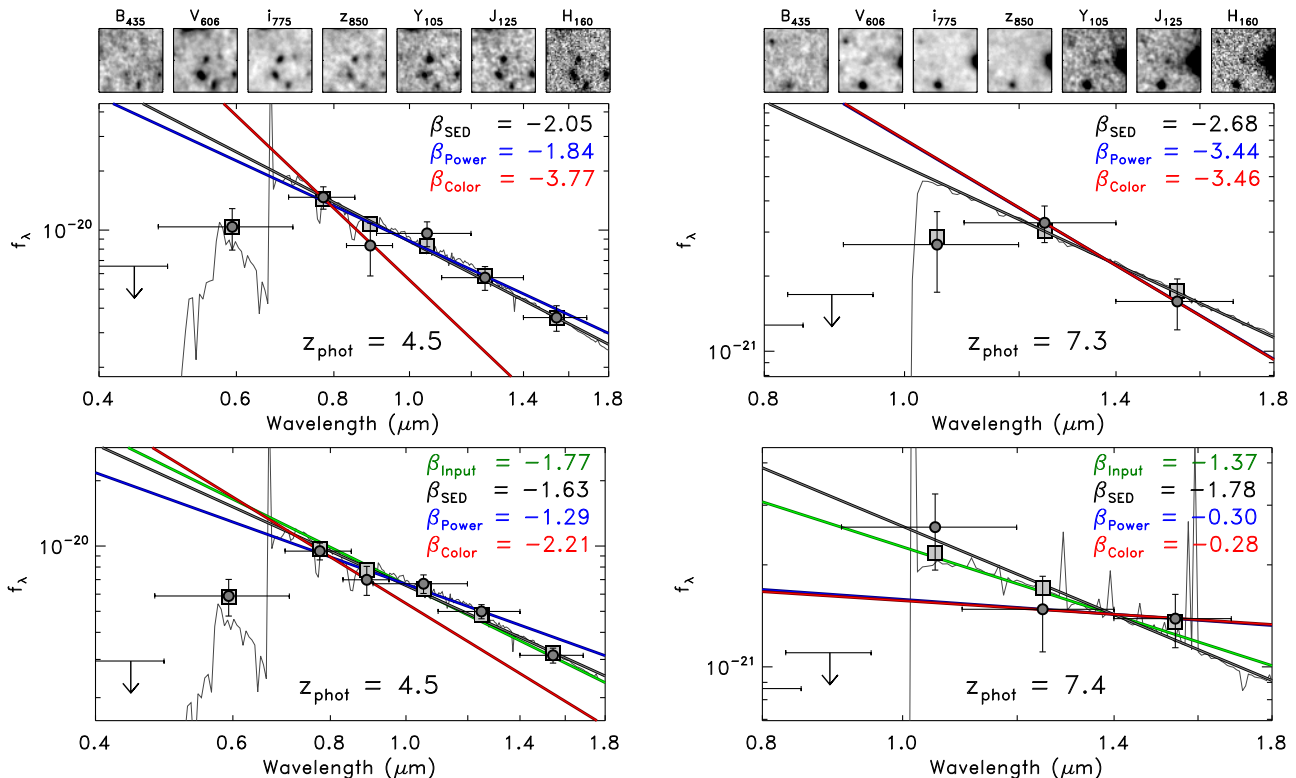 B435 V606 i775 z850 Y105 J125 H160
βSED = −2.05
βPower = −1.84
βColor = −3.77
zphot = 4.5
10−20
fλ
0.4 0.6 0.8 1.0 1.4 1.8
Wavelength (μm)
B435 V606 i775 z850 Y105 J125 H160
βSED = −2.68
βPower = −3.44
βColor = −3.46
zphot = 7.3
10−21
fλ
0.8 1.0 1.4 1.8
Wavelength (μm)
βInput = −1.77
βSED = −1.63
βPower = −1.29
βColor = −2.21
zphot = 4.5
10−20
fλ
0.4 0.6 0.8 1.0 1.4 1.8
Wavelength (μm)
βInput = −1.37
βSED = −1.78
βPower = −0.30
βColor = −0.28
zphot = 7.4
10−21
fλ
0.8 1.0 1.4 1.8
Wavelength (μm)